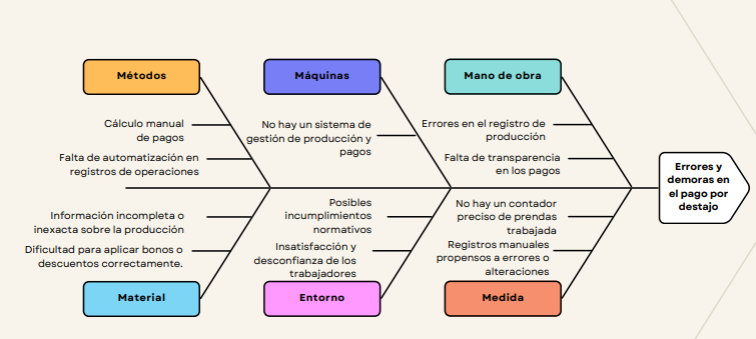 Métodos
Máquinas
Mano de obra
Cálculo manual
de pagos
Falta de automatización en
registros de operaciones
No hay un sistema de
gestión de producción y
pagos
Errores en el registro de
producción
Falta de transparencia
en los pagos
Errores y
demoras en
el pago por
destajo
Información incompleta o
inexacta sobre la producción
Dificultad para aplicar bonos o
descuentos correctamente.
Posibles
incumplimientos
normativos
Insatisfacción y
desconfianza de los
trabajadores
No hay un contador
preciso de prendas
trabajada
Registros manuales
propensos a errores o
alteraciones
Material
Entorno
Medida